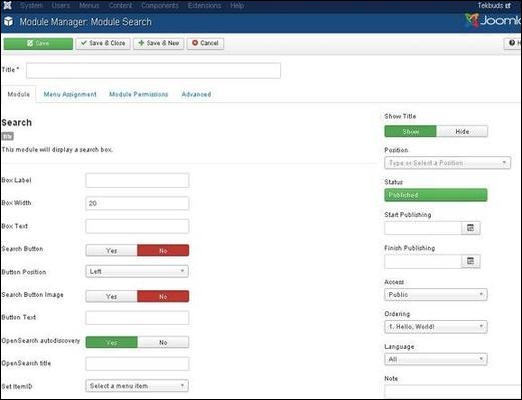 System Users Menus Content Components Extensions Help Tekbuds
Module Manager: Module Search
Save Save & Close Save & New Cancel
Title *
Module Menu Assignment Module Permissions Advanced
Search
Site
This module will display a search box.
Box Label
Box Width 20
Box Text
Search Button Yes No
Button Position Left
Search Button Image Yes No
Button Text
OpenSearch autodiscovery Yes No
OpenSearch title
Set ItemID Select a menu item
Show Title
Show Hide
Position
Type or Select a Position
Status
Published
Start Publishing
Finish Publishing
Access
Public
Ordering
1. Hello, World!
Language
All
Note